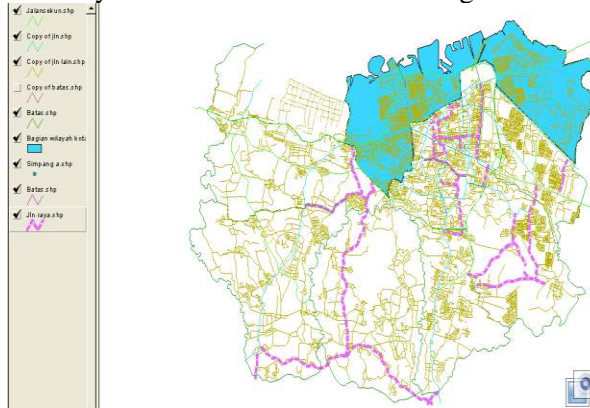 Jalansekun.shp
Copy of jln.shp
Copy of jln lain.shp
Copy of batas.shp
Batas.shp
Bagian wilayah kota
Simpang a.shp
Batas.shp
Jln raya.shp